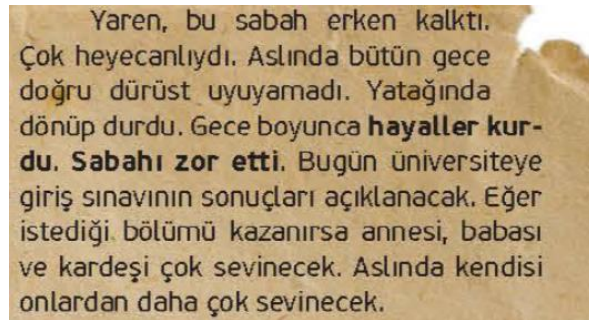 Yaren, bu sabah erken kalktı.
Çok heyecanlıydı. Aslında bütün gece
doğru dürüst uyuyamadı. Yatağında
dönüp durdu. Gece boyunca hayaller kur-
du. Sabahı zor etti. Bugün üniversiteye
giriş sınavının sonuçları açıklanacak. Eğer
istediği bölümü kazanırsa annesi, babası
ve kardeşi çok sevinecek. Aslında kendisi
onlardan daha çok sevinecek.